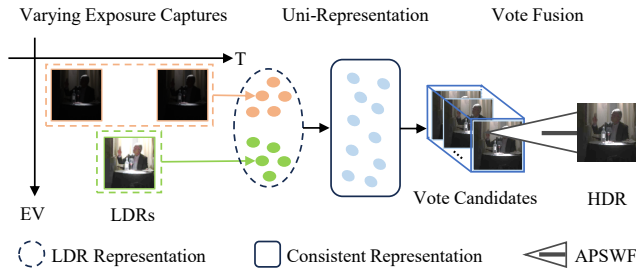 Varying Exposure Captures
Uni-Representation
Vote Fusion
T
EV
LDRs
Vote Candidates
HDR
LDR Representation
Consistent Representation
APSWF